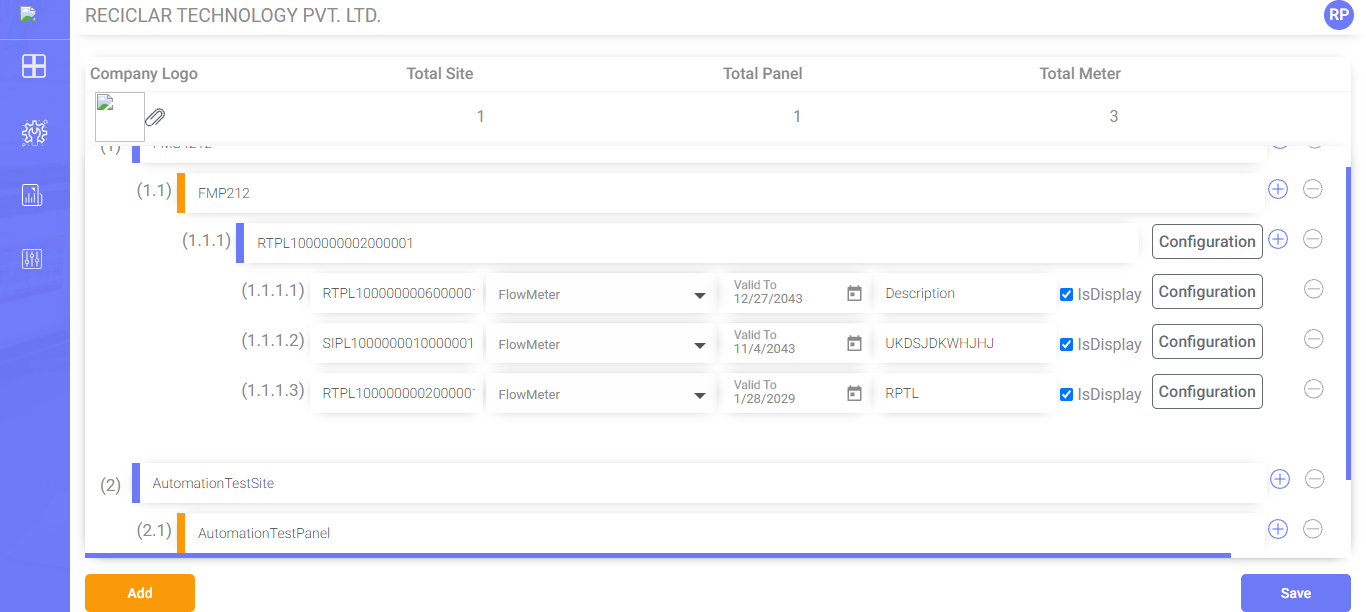 RECICLAR TECHNOLOGY PVT. LTD.
RP
Company Logo Total Site Total Panel Total Meter
1 1 3
(1)
(1.1) FMP212
(1.1.1) RTPL1000000002000001 Configuration
(1.1.1.1) RTPL100000000600000 FlowMeter Valid To 12/27/2043 Description IsDisplay Configuration
(1.1.1.2) SIPL1000000010000001 FlowMeter Valid To 11/4/2043 UKDSJDKWHJHJ IsDisplay Configuration
(1.1.1.3) RTPL100000000200000 FlowMeter Valid To 1/28/2029 RPTL IsDisplay Configuration
(2) AutomationTestSite
(2.1) AutomationTestPanel
Add Save